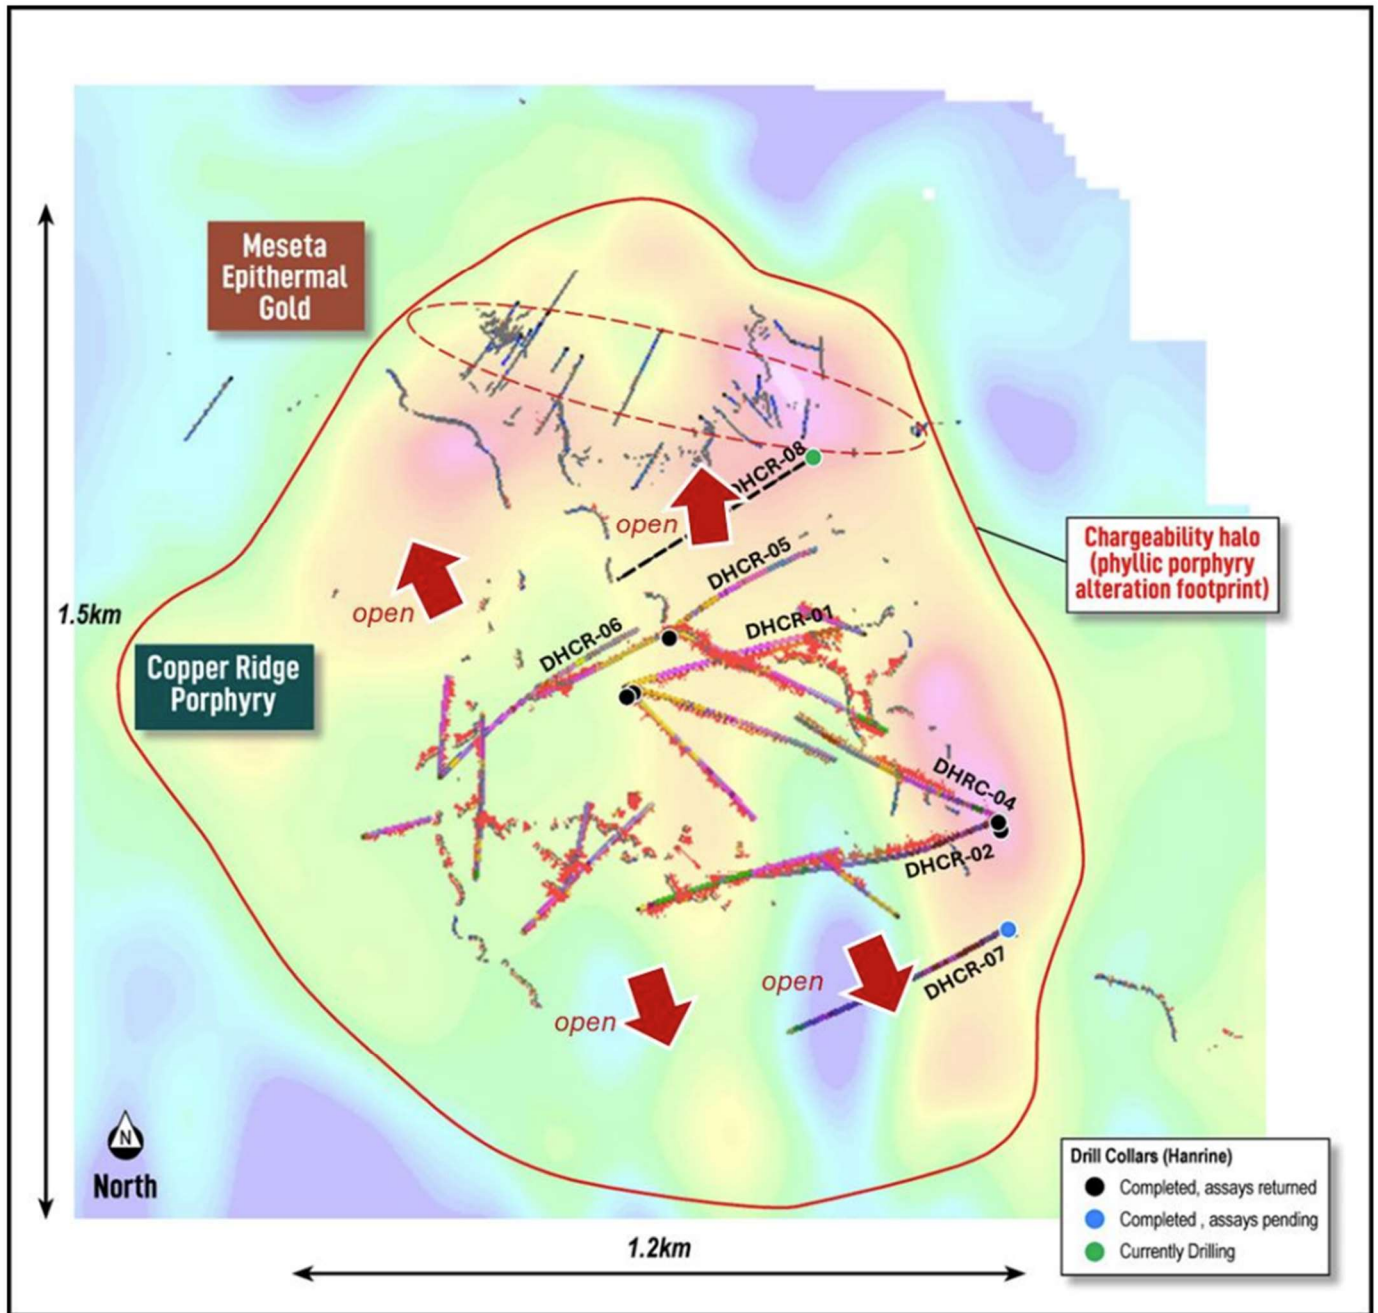 Meseta
Epithermal
Gold
DHCR-08
open
Chargeability halo
(phyllic porphyry
alteration footprint)
DHCR-05
open
1.5km
DHCR-01
DHCR-06
Copper Ridge
Porphyry
DHRC-04
DHCR-02
open
DHCR-07
open
N
North
Drill Collars (Hanrine)
Completed, assays returned
Completed , assays pending
Currently Drilling
1.2km